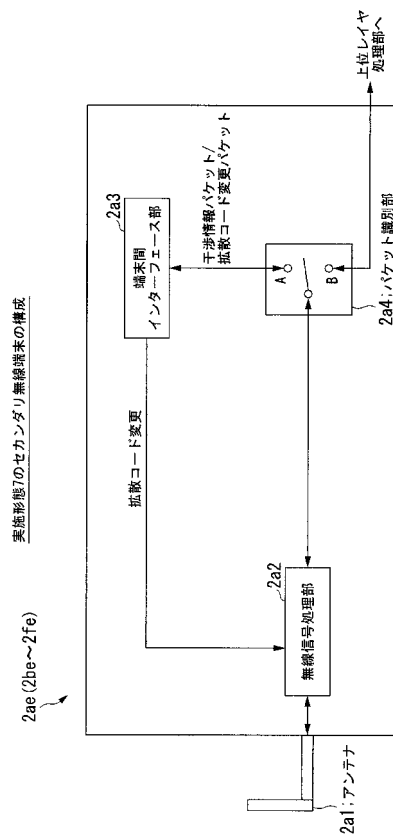 実施形態7のセカンダリ無線端末の構成
2ae(2be～2fe)
2a3
端末間
インターフェース部
拡散コード変更
干渉情報パケット/
拡散コード変更パケット
上位レイヤ
処理部へ
A
B
2a4;パケット識別部
2a2
無線信号処理部
2a1;アンテナ